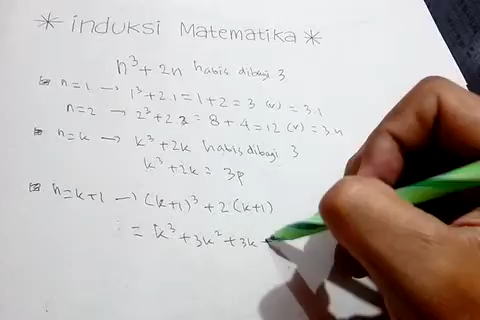 * Induksi Matematika *
n³ + 2n habis dibagi 3
n=1 → 1³ + 2.1 = 1 + 2 = 3 (v) = 3.1
n=2 → 2³ + 2.2 = 8 + 4 = 12 (v) = 3.4
n=k → k³ + 2k habis dibagi 3
k³ + 2k = 3p
n=k+1 → (k+1)³ + 2(k+1)
= k³ + 3k² + 3k +